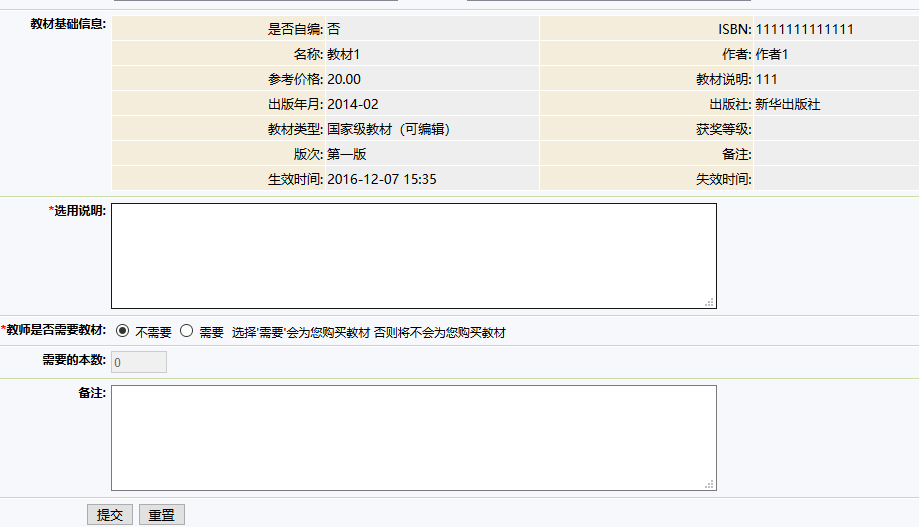 教材基础信息:
是否自编: 否 ISBN: 1111111111111
名称: 教材1 作者: 作者1
参考价格: 20.00 教材说明: 111
出版年月: 2014-02 出版社: 新华出版社
教材类型: 国家级教材（可编辑） 获奖等级:
版次: 第一版 备注:
生效时间: 2016-12-07 15:35 失效时间:
*选用说明:
*教师是否需要教材: 不需要 需要 选择'需要'会为您购买教材 否则将不会为您购买教材
需要的本数: 0
备注:
提交 重置